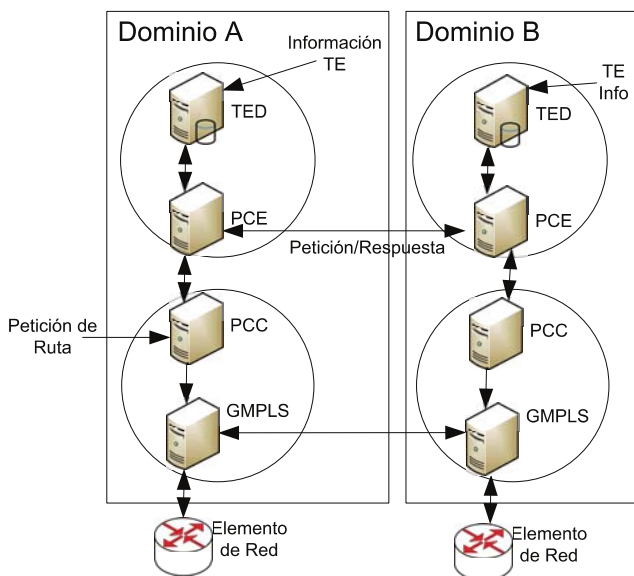 Dominio A
Información
TE
TED
PCE
Petición/Respuesta
Petición de
Ruta
PCC
GMPLS
Elemento
de Red
Dominio B
TE
Info
TED
PCE
PCC
GMPLS
Elemento
de Red